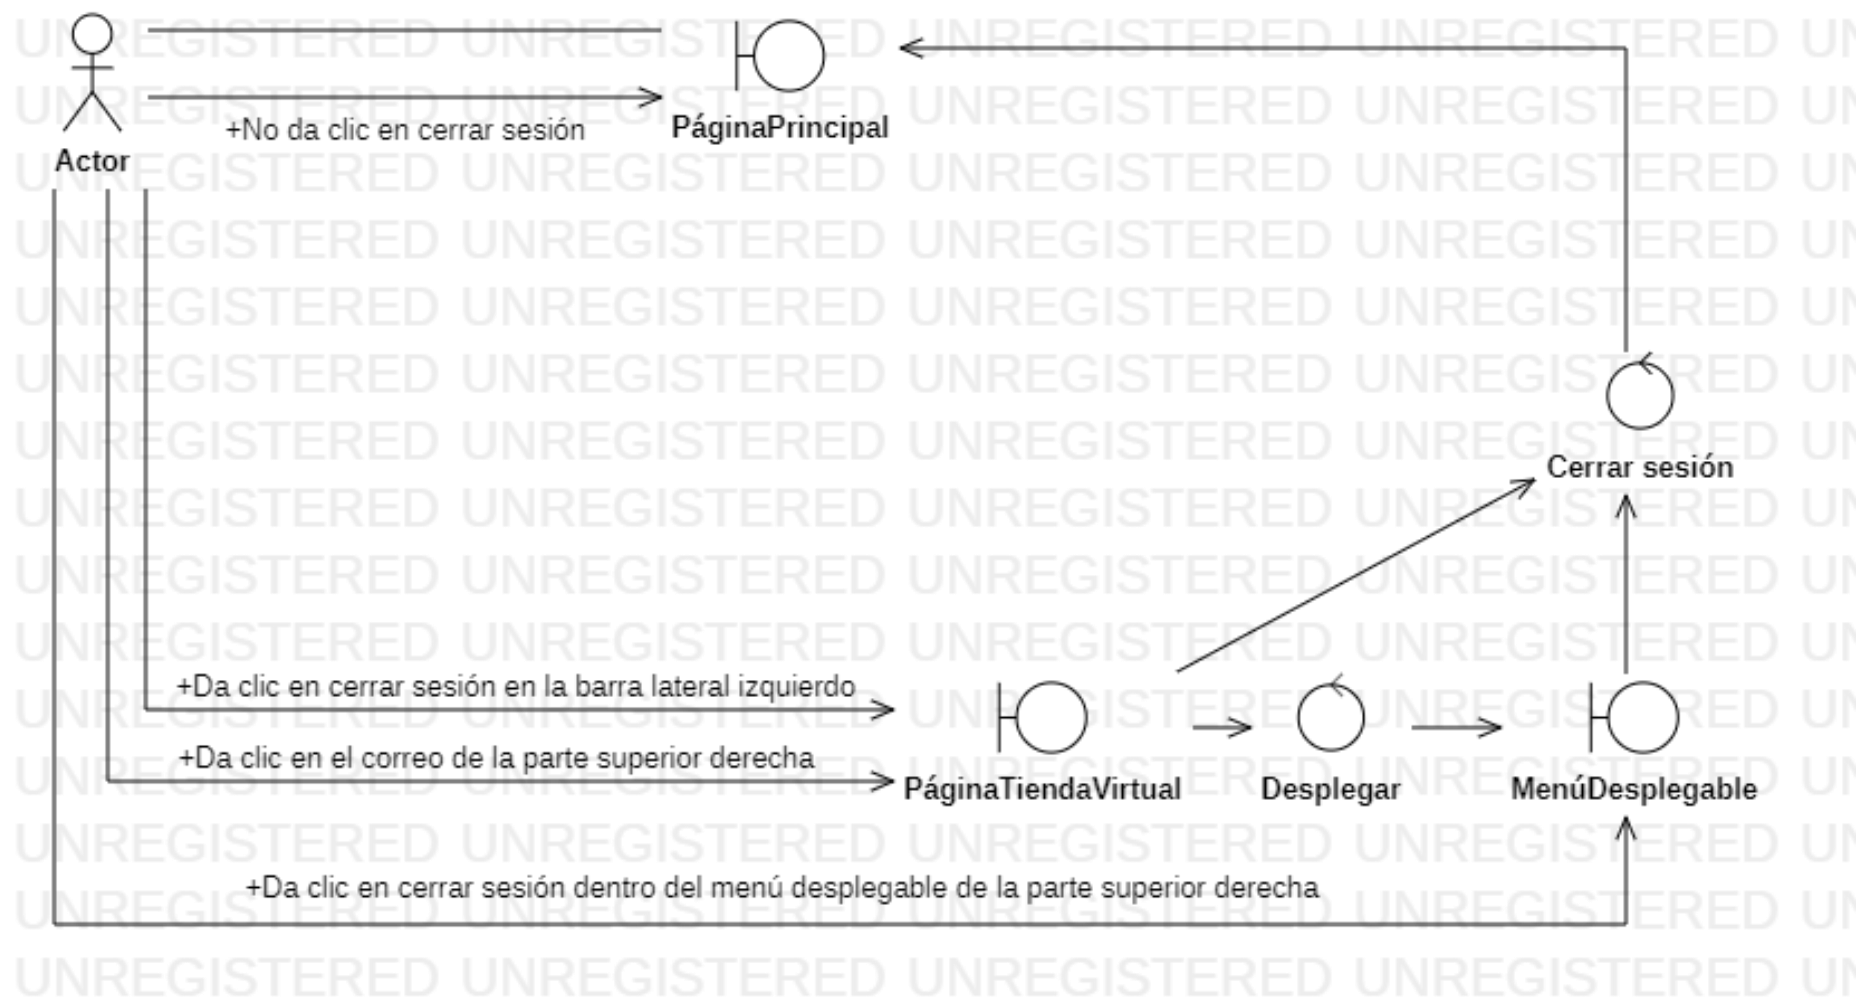 +No da clic en cerrar sesión
PáginaPrincipal
Actor
Cerrar sesión
+Da clic en cerrar sesión en la barra lateral izquierdo
+Da clic en el correo de la parte superior derecha
PáginaTiendaVirtual
Desplegar
MenúDesplegable
+Da clic en cerrar sesión dentro del menú desplegable de la parte superior derecha
UNREGISTERED